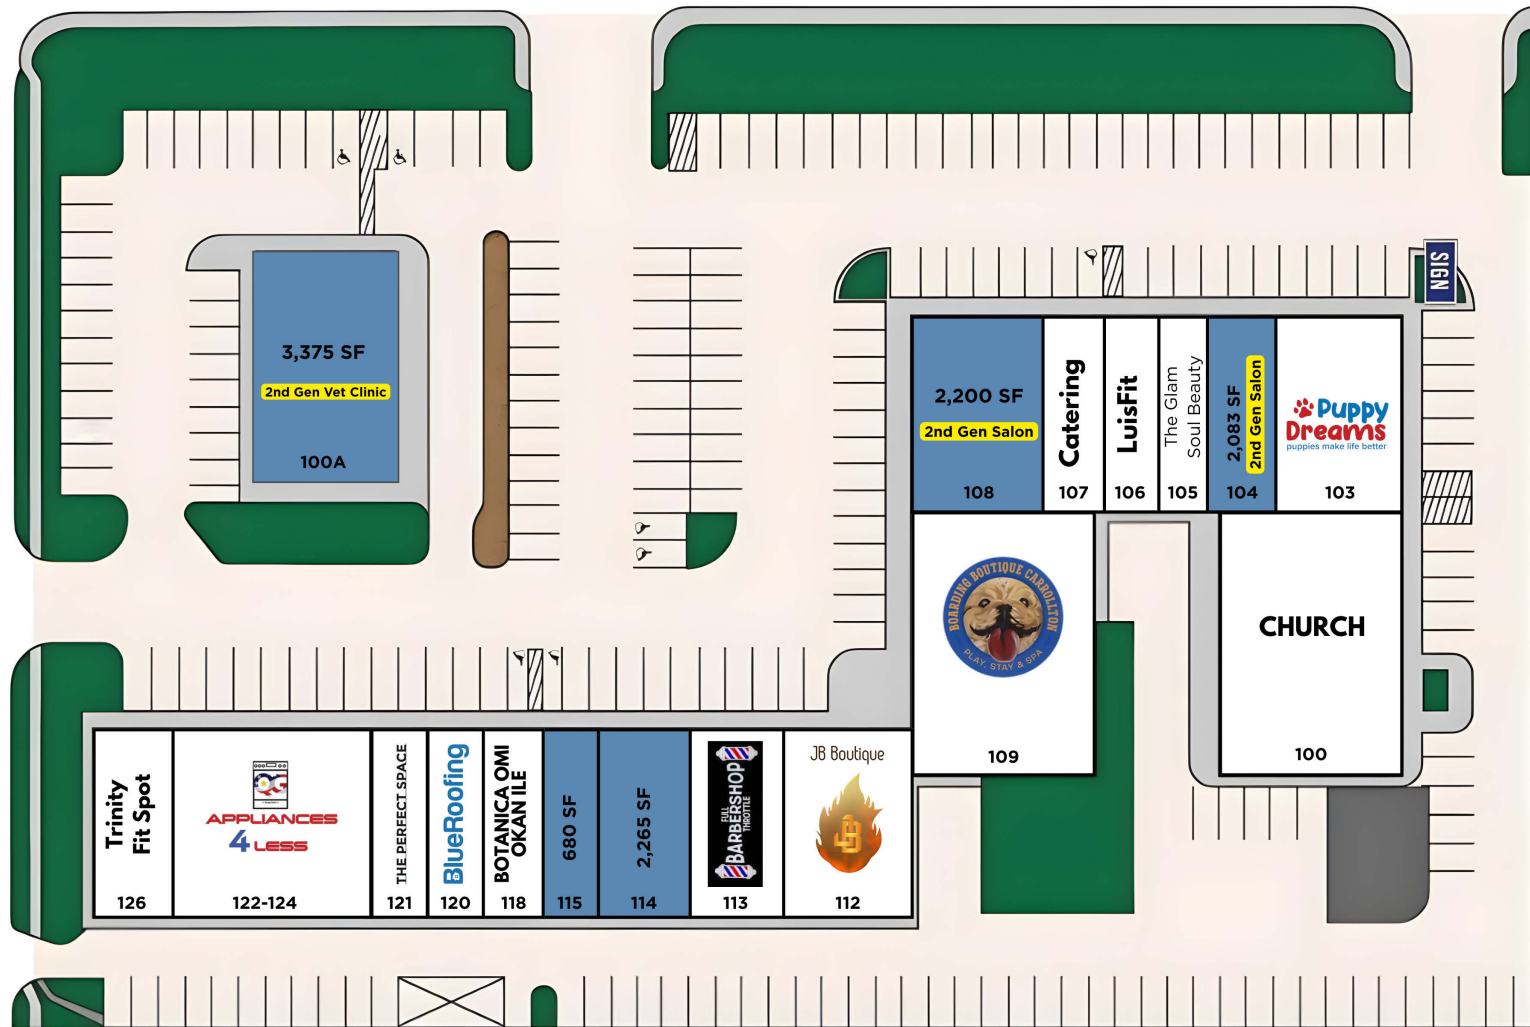 SIGN
3,375 SF
2nd Gen Vet Clinic
100A
2,200 SF
2nd Gen Salon
108
Catering
107
LuisFit
106
The Glam
Soul Beauty
105
2,083 SF
2nd Gen Salon
104
Puppy
Dreams
puppies make life better
103
BOARDING BOUTIQUE CARROLLTON
PLAY, STAY & SPA
109
CHURCH
100
Trinity
Fit Spot
126
APPLIANCES
4 LESS
122-124
THE PERFECT SPACE
121
BlueRoofing
120
BOTANICA OMI
OKAN ILE
118
680 SF
115
2,265 SF
114
FULL
THROTTLE
BARBERSHOP
113
JB Boutique
JB
112